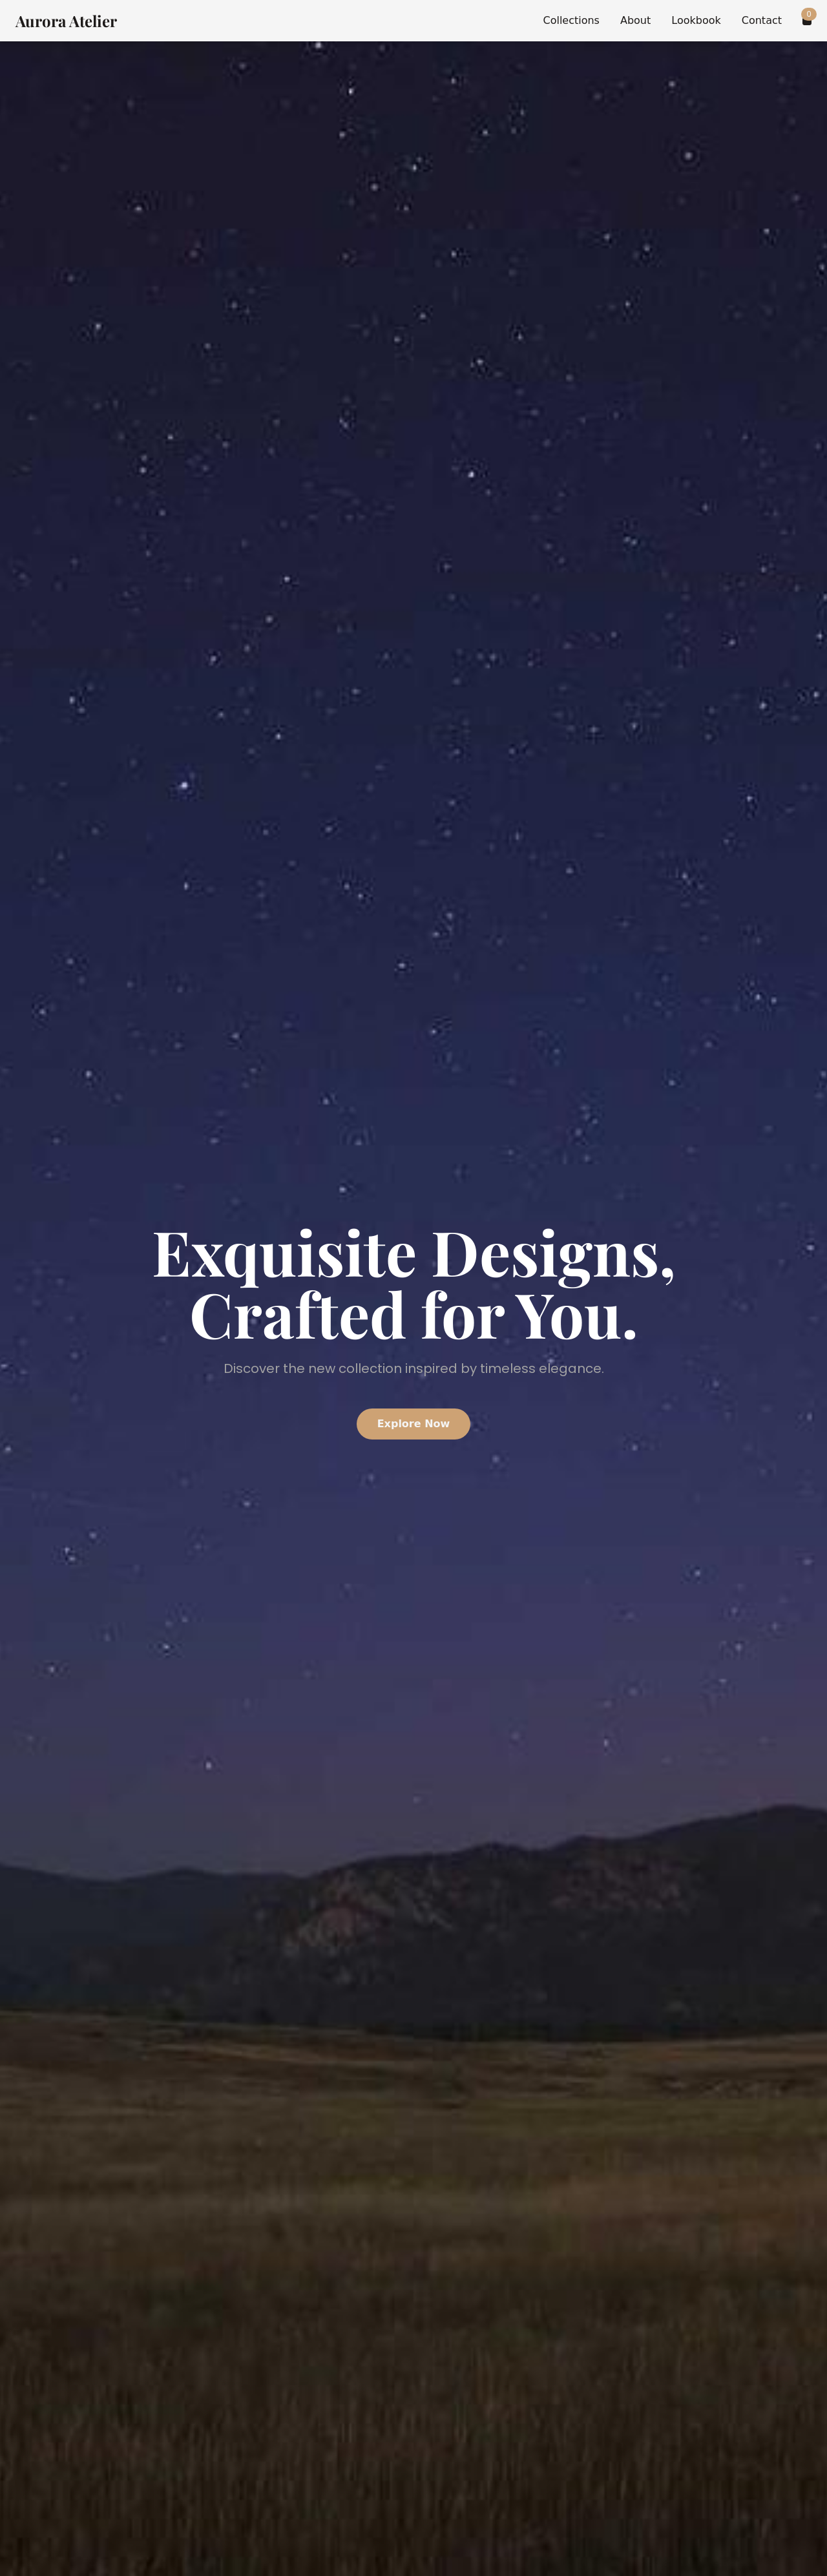 Aurora Atelier
Collections About Lookbook Contact 0
Exquisite Designs,
Crafted for You.
Discover the new collection inspired by timeless elegance.
Explore Now